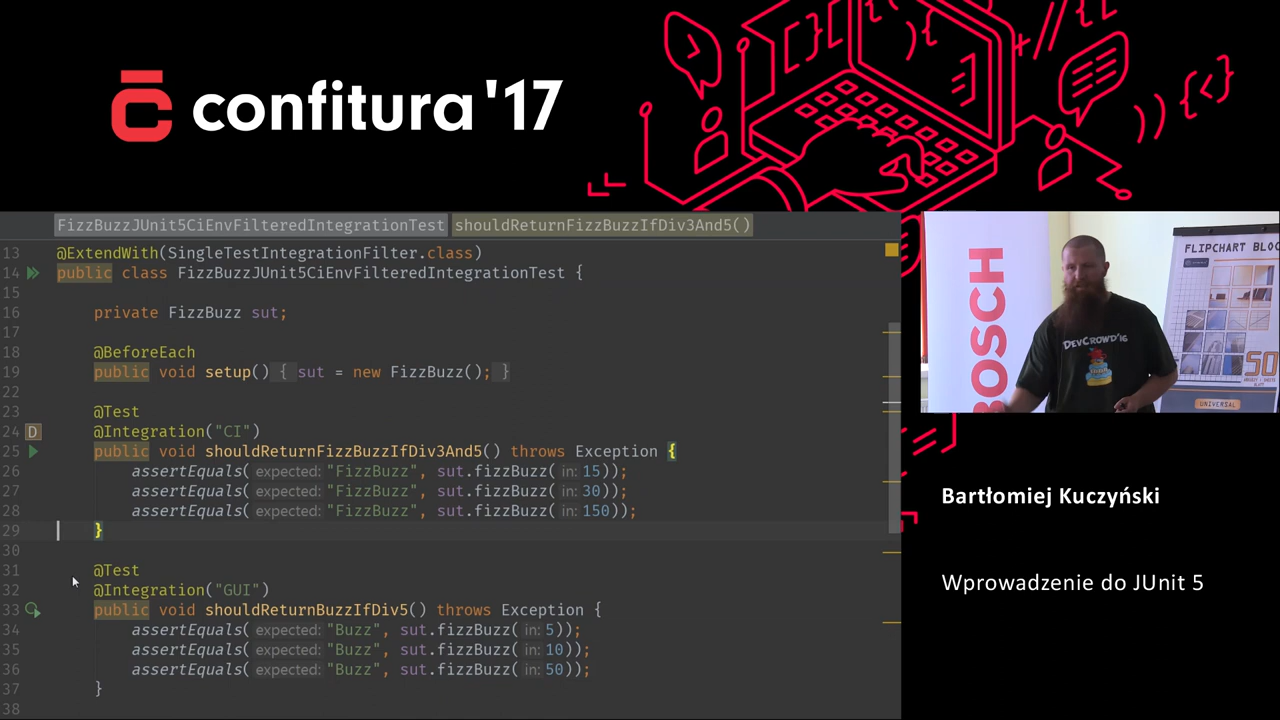 c confitura '17
FizzBuzzJUnit5CiEnvFilteredIntegrationTest shouldReturnFizzBuzzIfDiv3And5()
13 @ExtendWith(SingleTestIntegrationFilter.class)
14 public class FizzBuzzJUnit5CiEnvFilteredIntegrationTest {
15
16 private FizzBuzz sut;
17
18 @BeforeEach
19 public void setup() { sut = new FizzBuzz(); }
22
23 @Test
24 D @Integration("CI")
25 public void shouldReturnFizzBuzzIfDiv3And5() throws Exception {
26 assertEquals( expected: "FizzBuzz", sut.fizzBuzz( in: 15));
27 assertEquals( expected: "FizzBuzz", sut.fizzBuzz( in: 30));
28 assertEquals( expected: "FizzBuzz", sut.fizzBuzz( in: 150));
29 }
30
31 @Test
32 @Integration("GUI")
33 public void shouldReturnBuzzIfDiv5() throws Exception {
34 assertEquals( expected: "Buzz", sut.fizzBuzz( in: 5));
35 assertEquals( expected: "Buzz", sut.fizzBuzz( in: 10));
36 assertEquals( expected: "Buzz", sut.fizzBuzz( in: 50));
37 }
38
BOSCH
FLIPCHART BLOC
DEVCROWD'16
50
UNIVERSAL
Bartłomiej Kuczyński
Wprowadzenie do JUnit 5